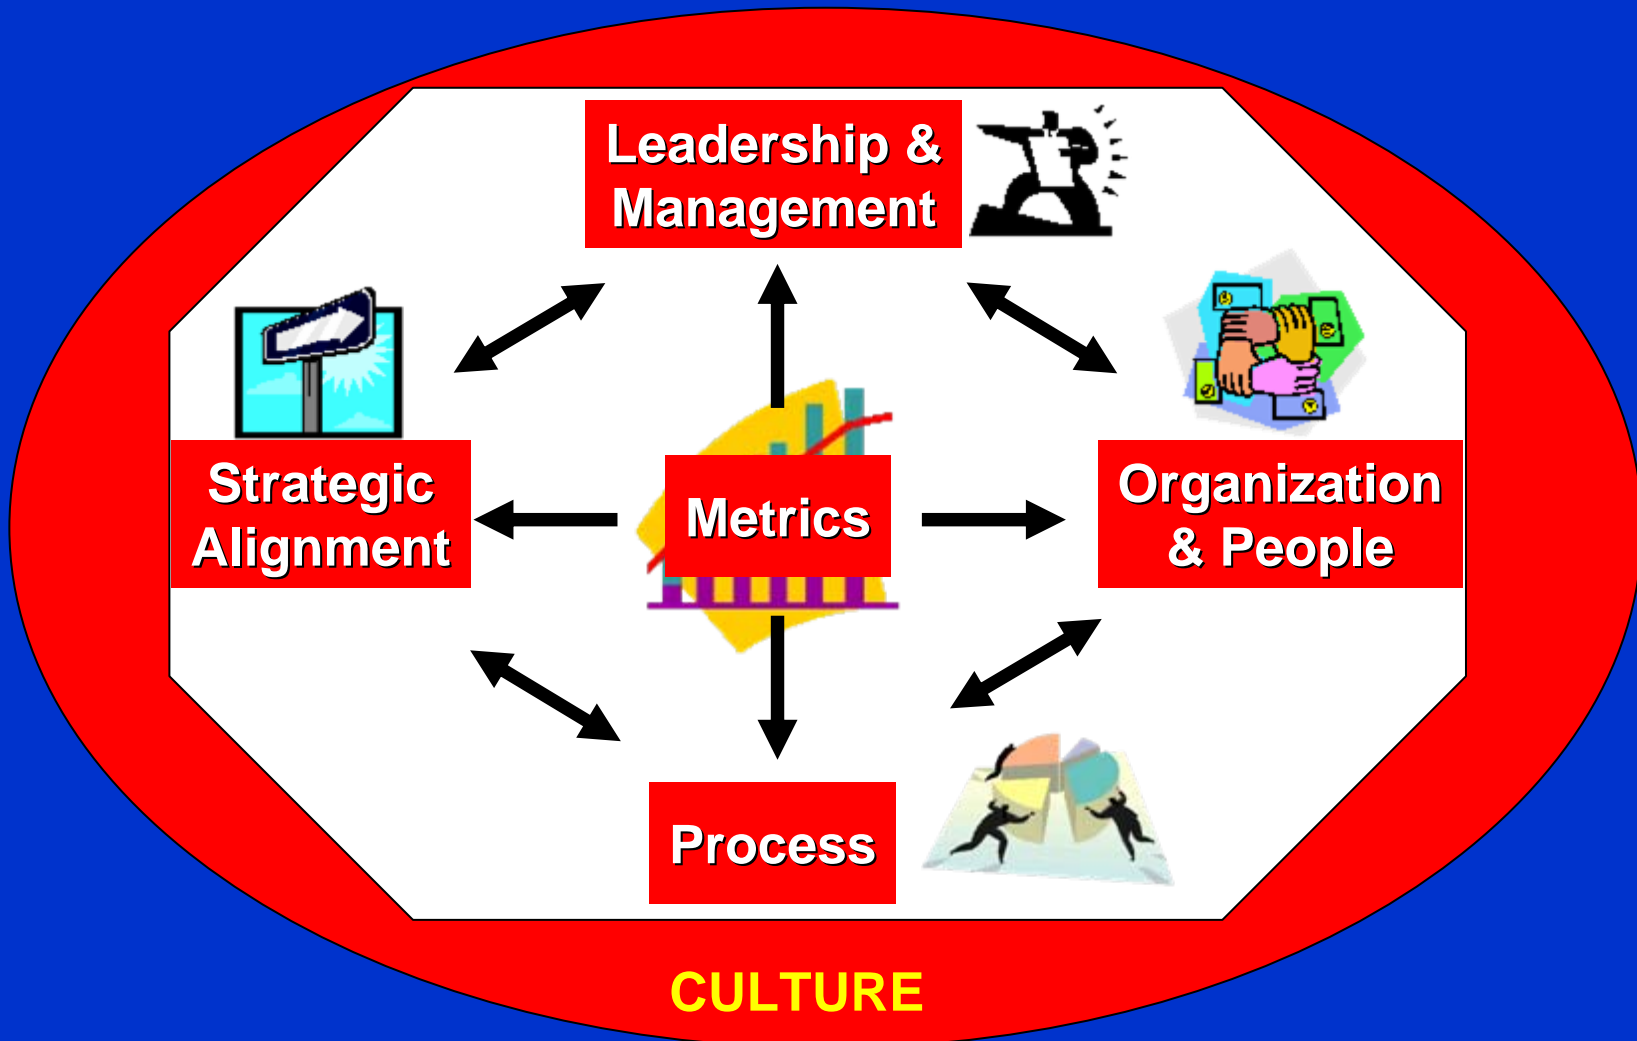 Leadership &
Management
Strategic
Alignment
Metrics
Organization
& People
Process
CULTURE